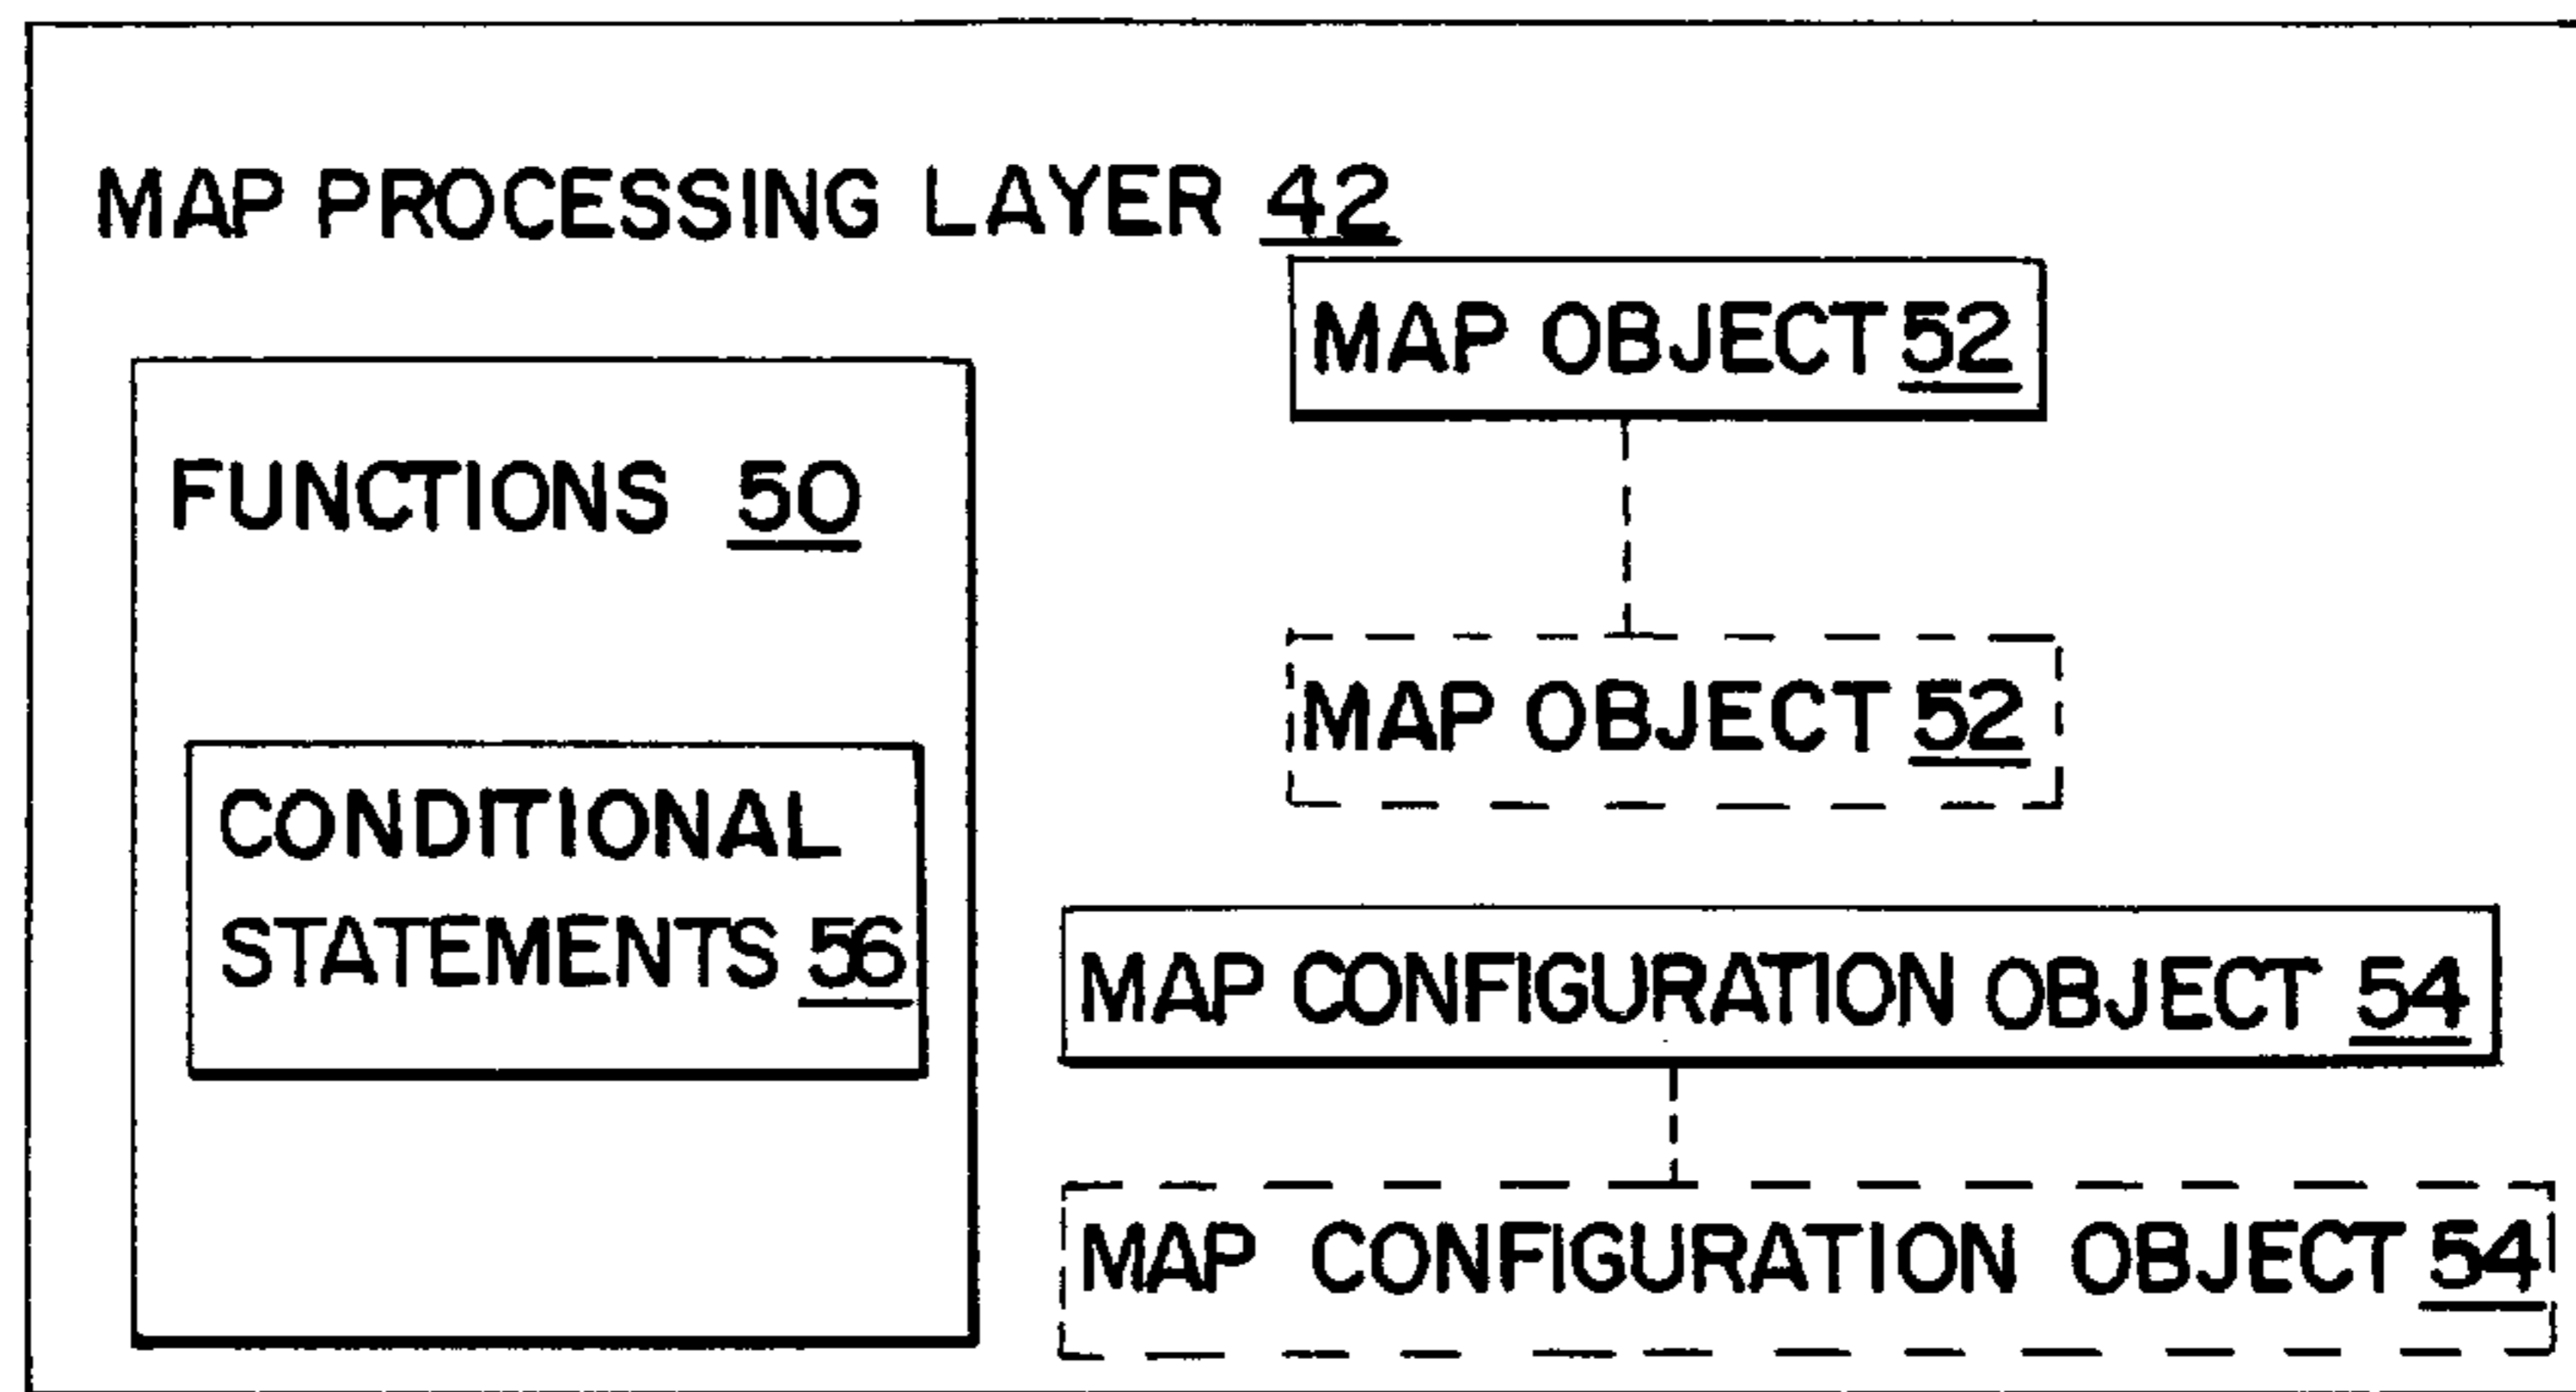 MAP PROCESSING LAYER 42
MAP OBJECT 52
FUNCTIONS 50
MAP OBJECT 52
CONDITIONAL
STATEMENTS 56
MAP CONFIGURATION OBJECT 54
MAP CONFIGURATION OBJECT 54